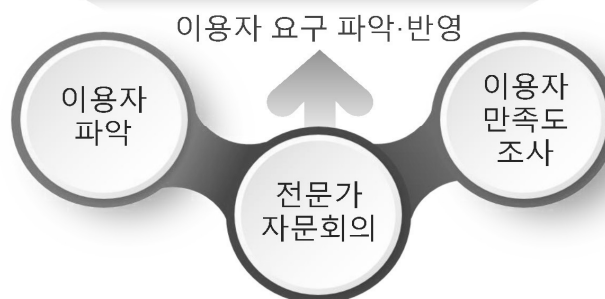 이용자 요구 파악·반영
이용자
파악
전문가
자문회의
이용자
만족도
조사